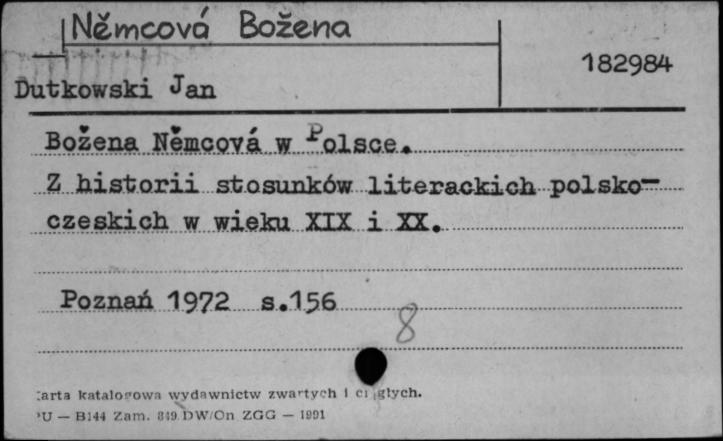 Němcová Božena
182984
Dutkowski Jan
Božena Němcová w Polsce.
Z historii stosunków literackich polsko-
czeskich w wieku XIX i XX.
Poznań 1972 s.156
8
Karta katalogowa wydawnictw zwartych i ciągłych.
PU — B144 Zam. 849 DW/On ZGG — 1991